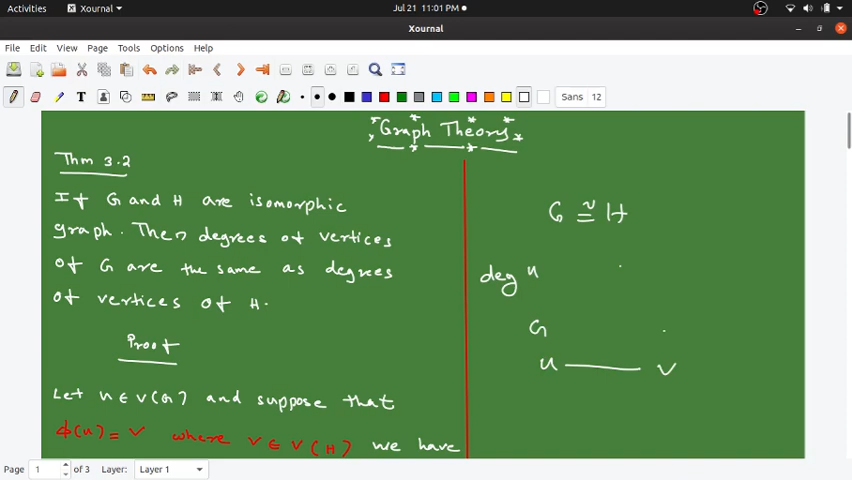 Activities Xournal Jul 21 11:01 PM
Xournal
File Edit View Page Tools Options Help
Sans 12
Graph Theory
Thm 3.2
If G and H are isomorphic
graph. Then degrees of vertices
of G are the same as degrees
of vertices of H.
Proof
Let u ∈ V(G) and suppose that
ϕ(u) = v where v ∈ V(H) we have
G ≅ H
deg u
G
u v
Page 1 of 3 Layer: Layer 1